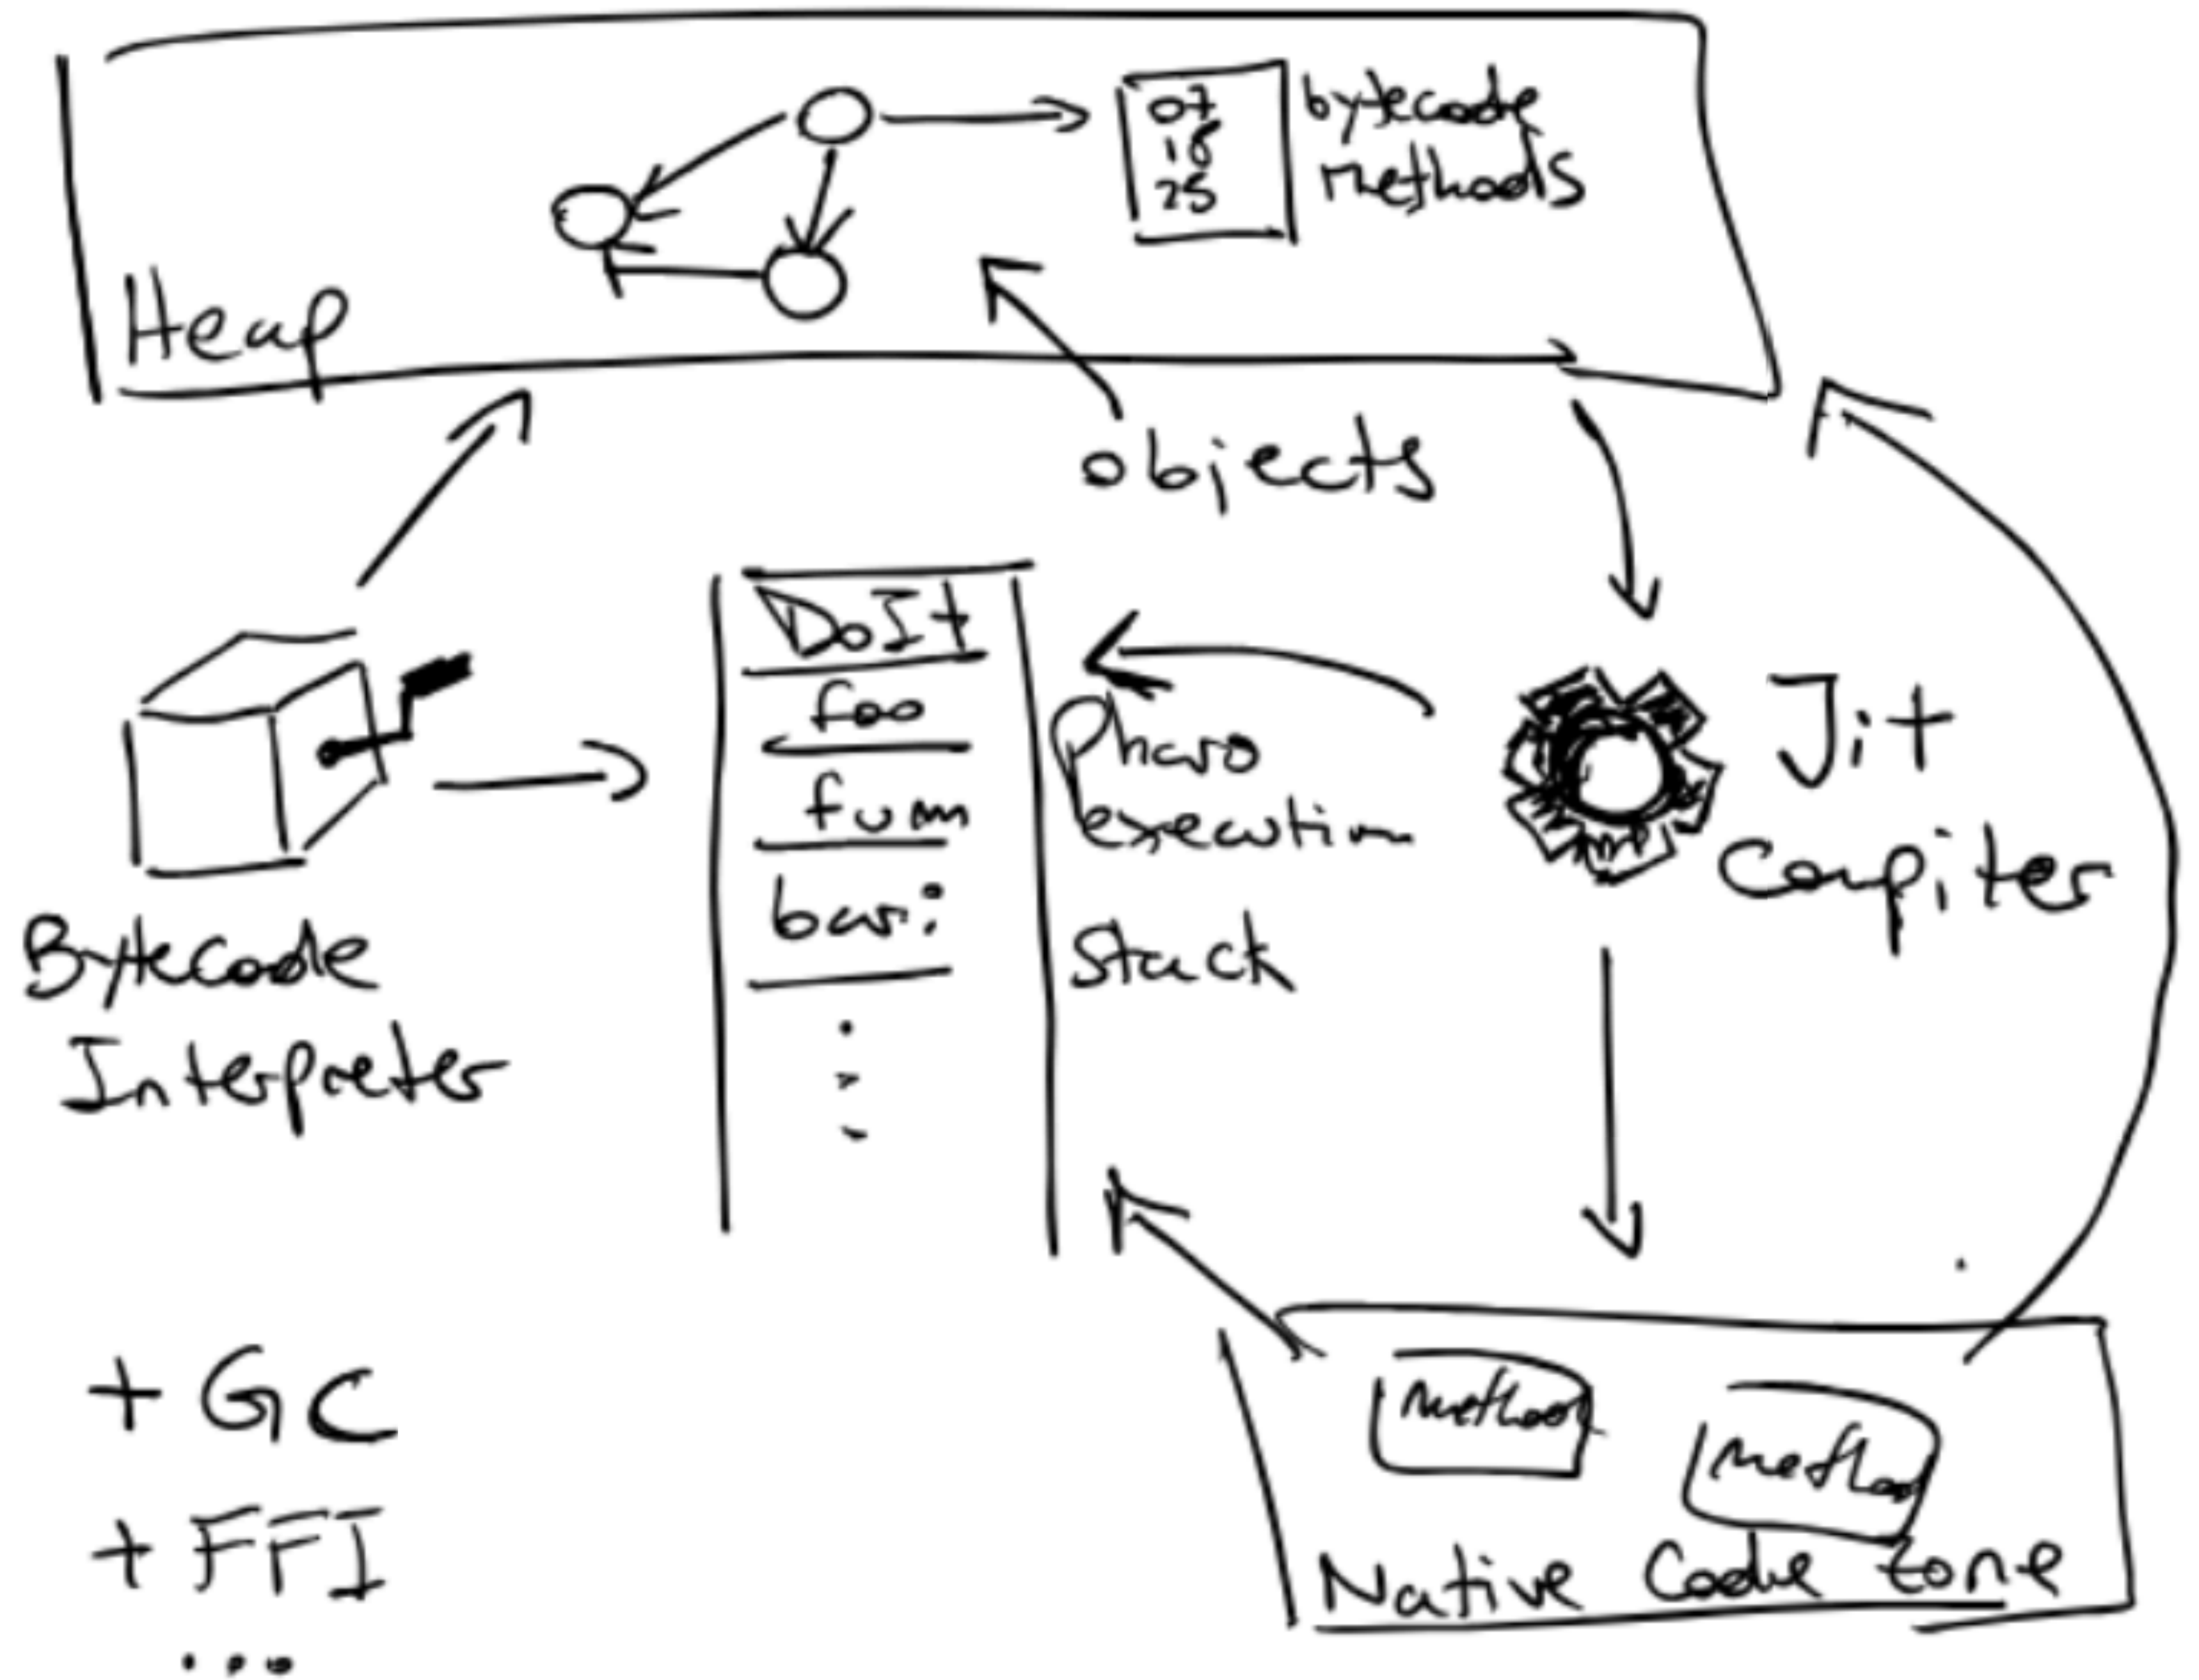 07
18
25
bytecode
methods
Heap
objects
DoIt
foo
fum
bar:
Pharo
execution
Stack
Jit
Compiler
Bytecode
Interpreter
+ GC
+ FFI
...
method
method
Native Code Zone